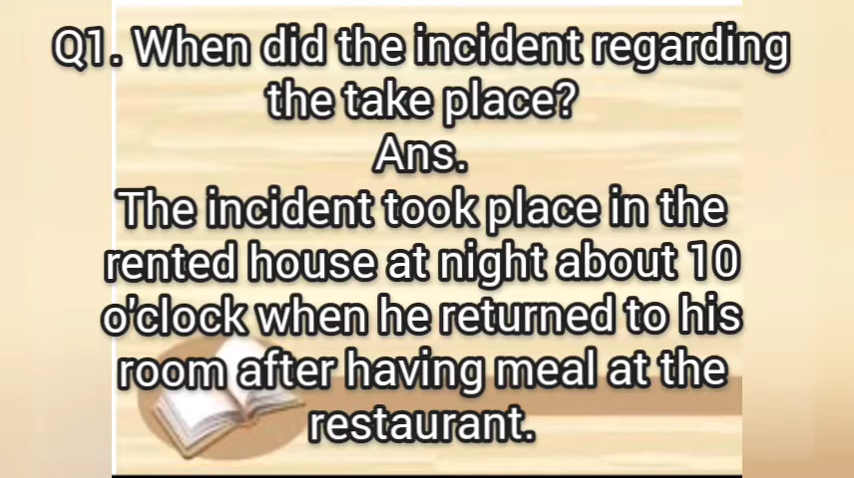 Q1. When did the incident regarding
the take place?
Ans.
The incident took place in the
rented house at night about 10
o'clock when he returned to his
room after having meal at the
restaurant.